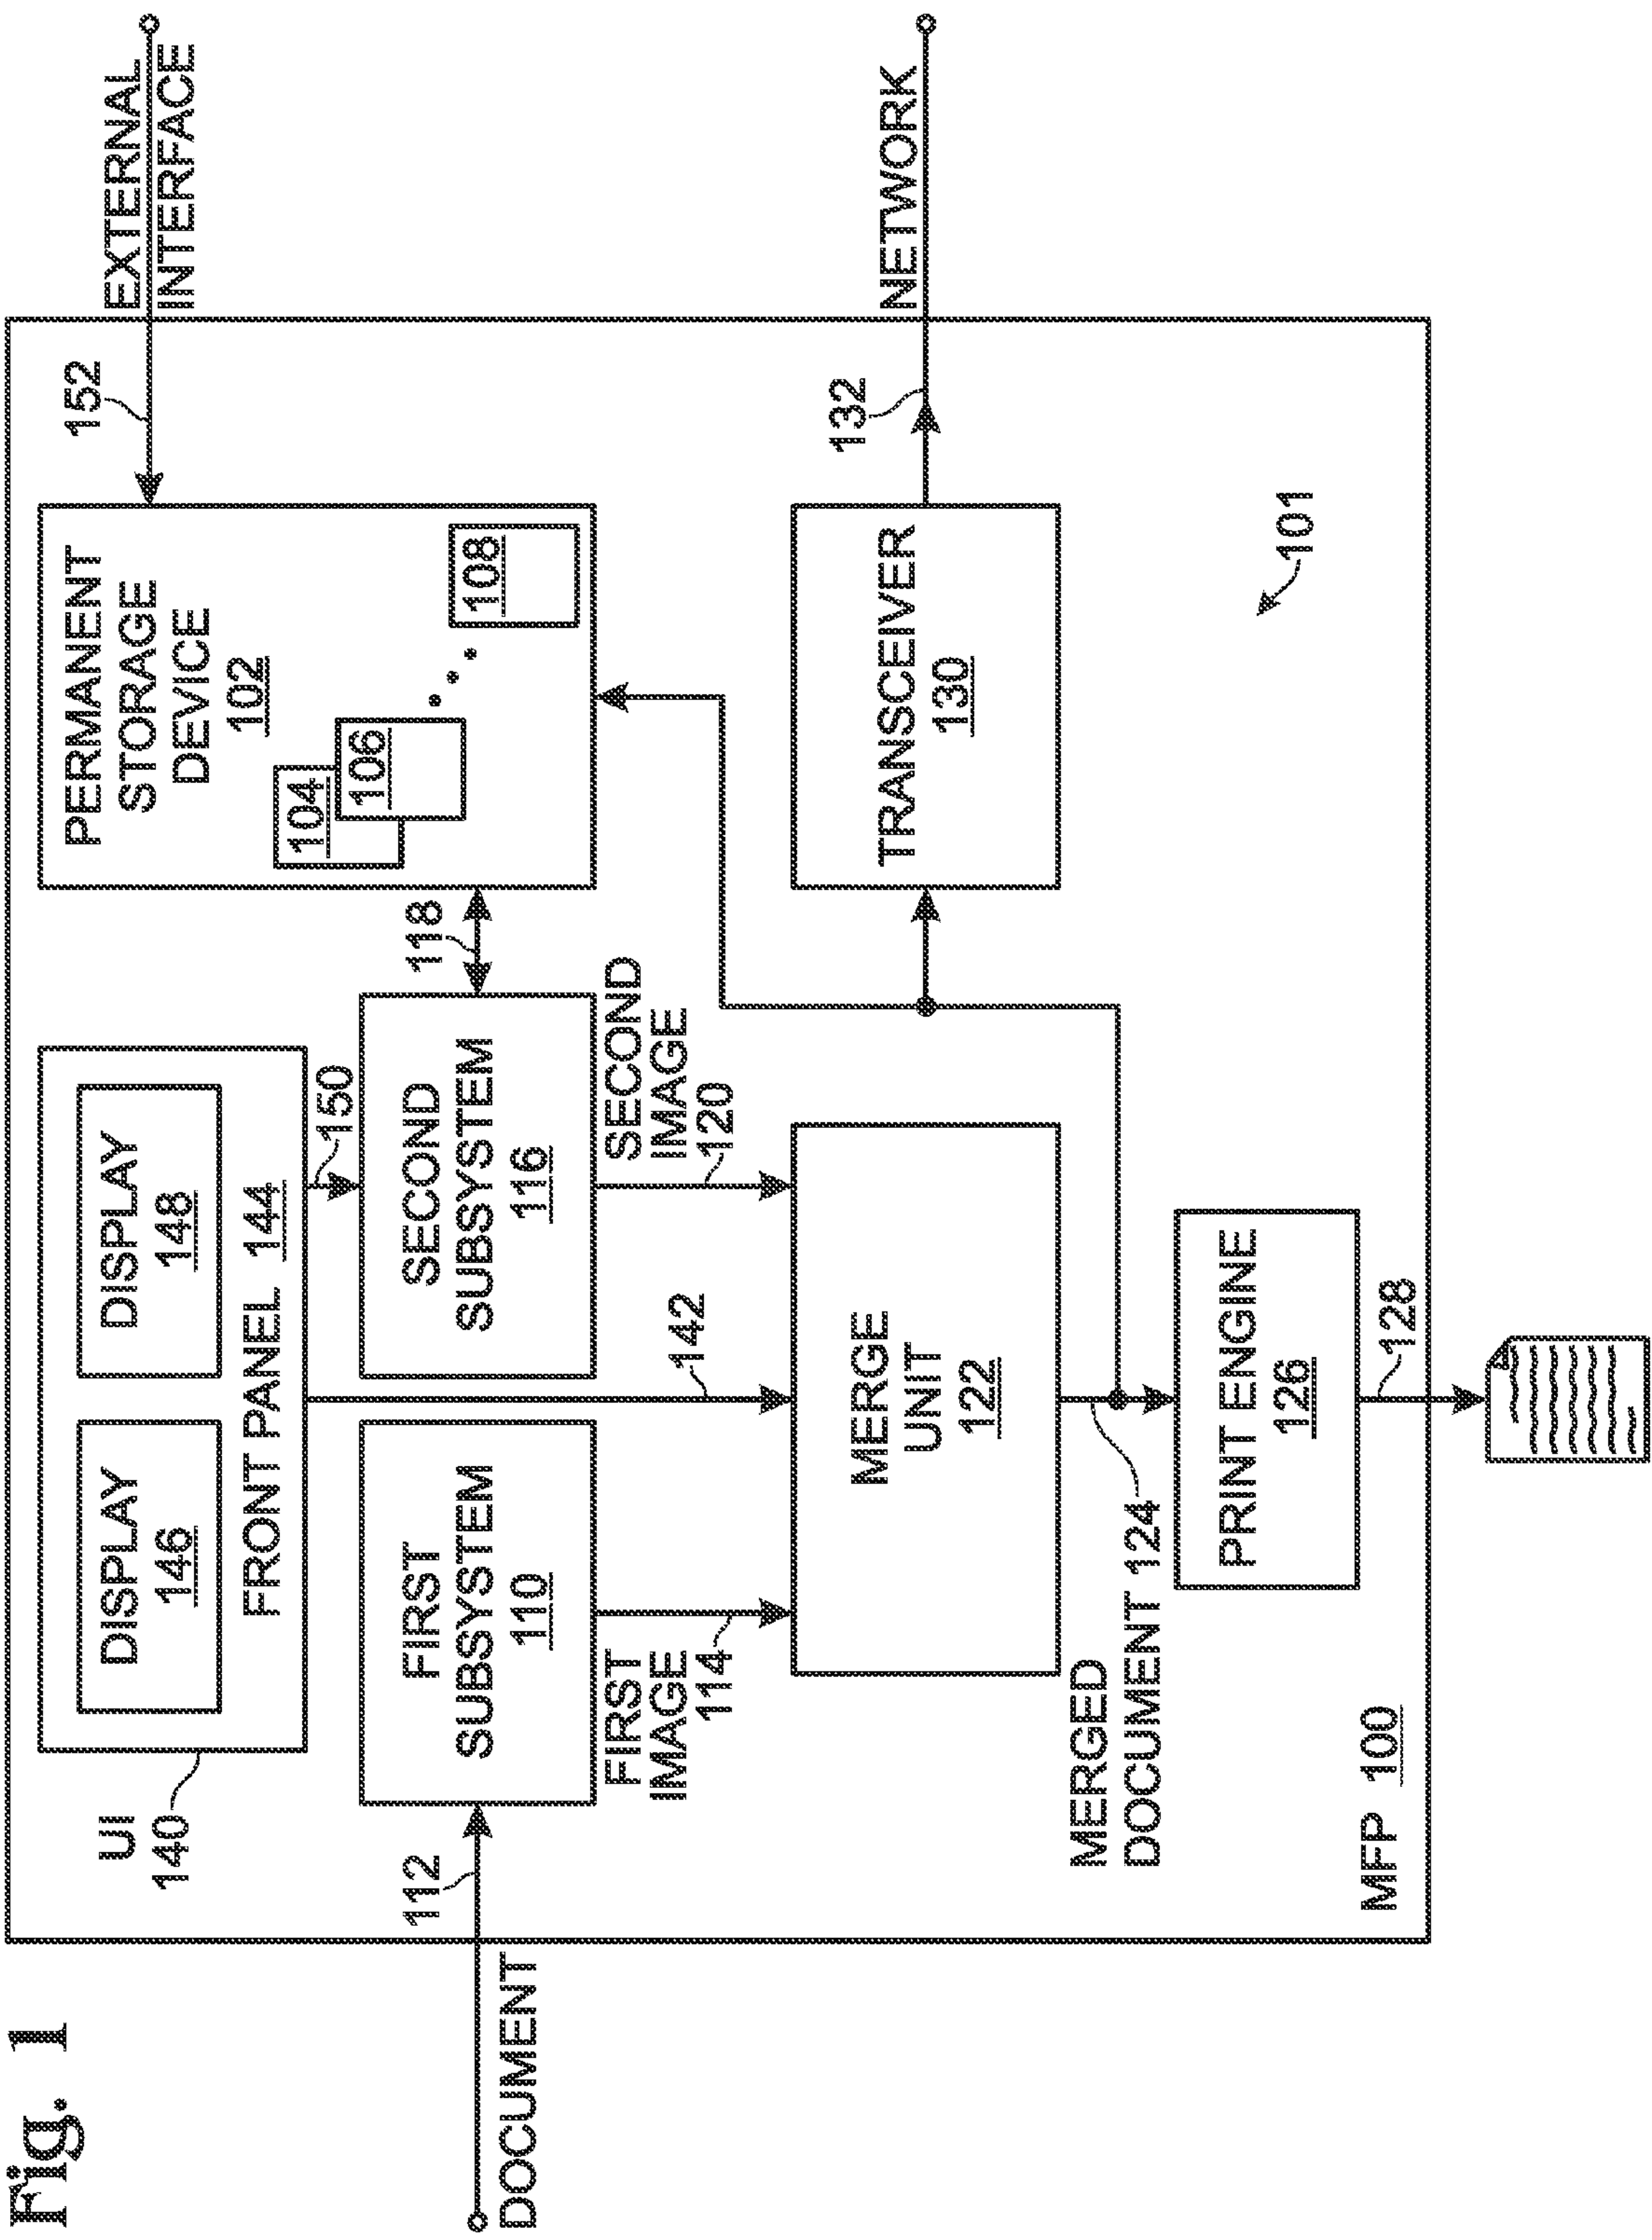 Fig. 1
UI
140
DISPLAY
146
DISPLAY
148
FRONT PANEL 144
150
PERMANENT
STORAGE
DEVICE
102
104
106
108
152
EXTERNAL
INTERFACE
DOCUMENT
112
FIRST
SUBSYSTEM
110
SECOND
SUBSYSTEM
116
118
FIRST
IMAGE
114
142
SECOND
IMAGE
120
MERGE
UNIT
122
TRANSCEIVER
130
132
NETWORK
MERGED
DOCUMENT 124
PRINT ENGINE
126
101
MFP 100
128